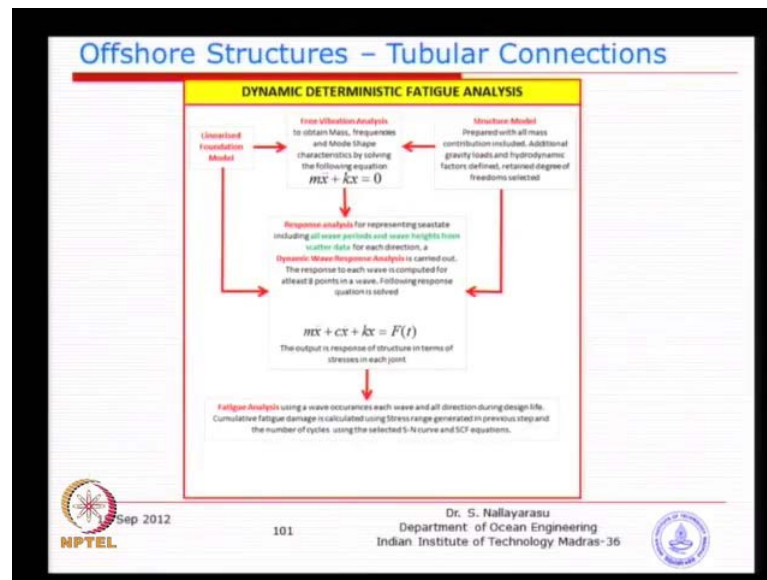 Offshore Structures – Tubular Connections
DYNAMIC DETERMINISTIC FATIGUE ANALYSIS
Linearised
Foundation
Model
Free Vibration Analysis
to obtain Mass, frequencies
and Mode Shape
characteristics by solving
the following equation
mẍ + kx = 0
Structure Model
Prepared with all mass
contribution included. Additional
gravity loads and hydrodynamic
factors defined, retained degree of
freedoms selected
Response analysis for representing seastate
including all wave periods and wave heights from
scatter data for each direction, a
Dynamic Wave Response Analysis is carried out.
The response to each wave is computed for
atleast 8 points in a wave. Following response
quation is solved
mẍ + cẋ + kx = F(t)
The output is response of structure in terms of
stresses in each joint
Fatigue Analysis using a wave occurances each wave and all direction during design life.
Cumulative fatigue damage is calculated using Stress range generated in previous step and
the number of cycles using the selected S-N curve and SCF equations.
Sep 2012
101
Dr. S. Nallayarasu
Department of Ocean Engineering
Indian Institute of Technology Madras-36
NPTEL